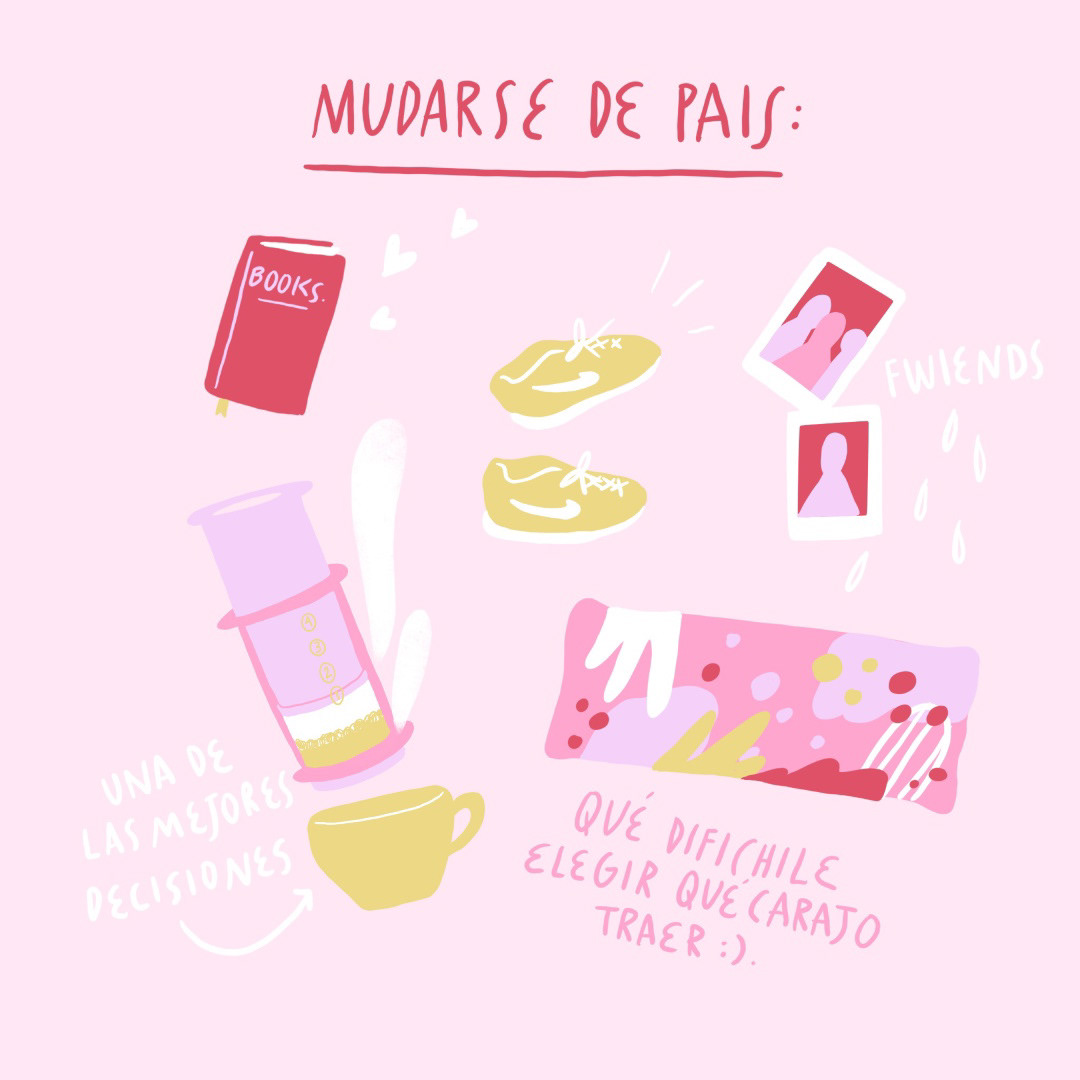 MUDARSE DE PAIS:
BOOKS.
FWIENDS
4
3
2
1
UNA DE
LAS MEJORES
DECISIONES
QUÉ DIFICHILE
ELEGIR QUÉ CARAJO
TRAER :).